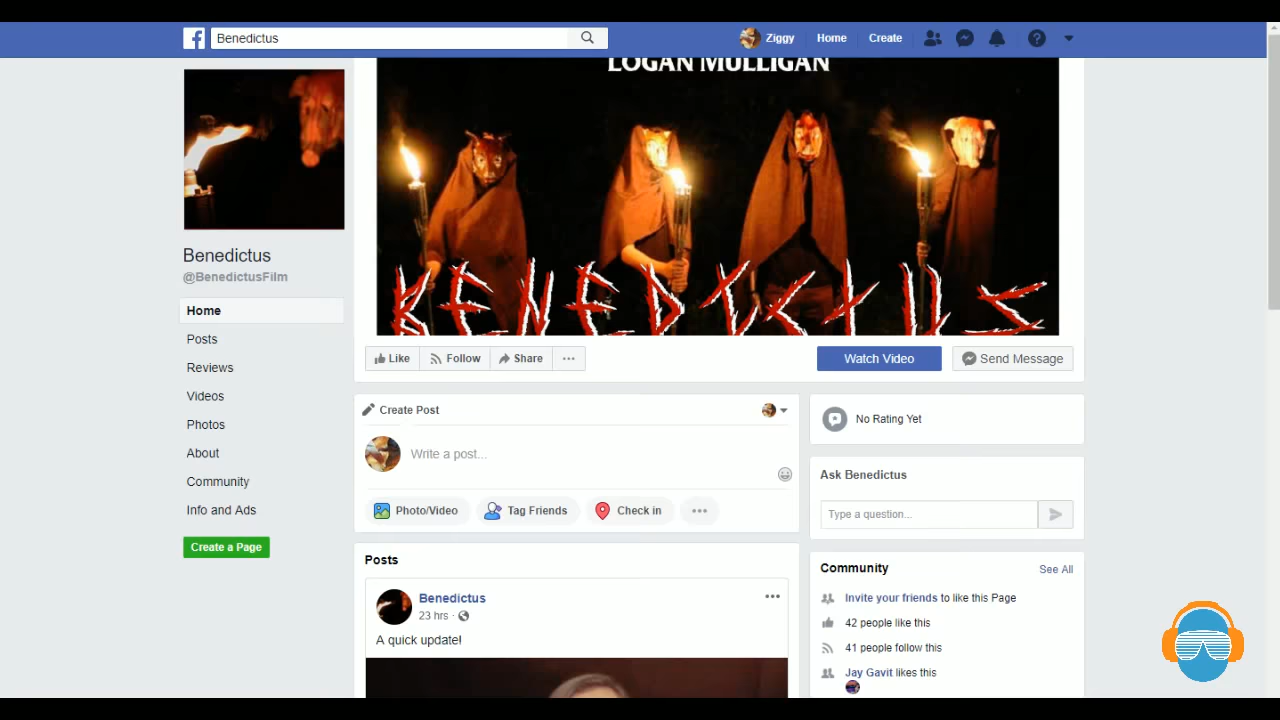 Benedictus
Ziggy
Home
Create
LOGAN MULLIGAN
BENEDICTUS
Benedictus
@BenedictusFilm
Home
Posts
Reviews
Videos
Photos
About
Community
Info and Ads
Create a Page
Like
Follow
Share
Watch Video
Send Message
Create Post
Write a post...
Photo/Video
Tag Friends
Check in
Posts
Benedictus
23 hrs ·
A quick update!
No Rating Yet
Ask Benedictus
Type a question...
Community
See All
Invite your friends to like this Page
42 people like this
41 people follow this
Jay Gavit likes this